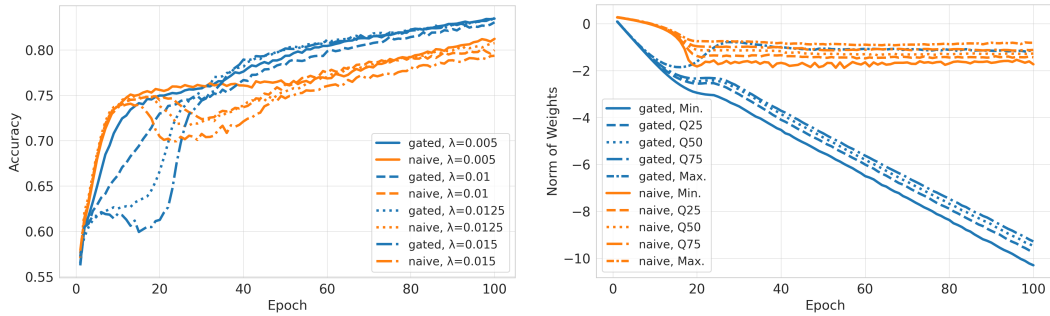 0.80
0.75
0.70
0.65
0.60
0.55
Accuracy
0 20 40 60 80 100
Epoch
gated, λ=0.005
naive, λ=0.005
gated, λ=0.01
naive, λ=0.01
gated, λ=0.0125
naive, λ=0.0125
gated, λ=0.015
naive, λ=0.015
0
−2
−4
−6
−8
−10
Norm of Weights
0 20 40 60 80 100
Epoch
gated, Min.
gated, Q25
gated, Q50
gated, Q75
gated, Max.
naive, Min.
naive, Q25
naive, Q50
naive, Q75
naive, Max.